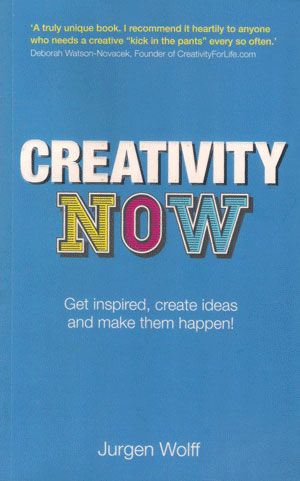 'A truly unique book. I recommend it heartily to anyone
who needs a creative "kick in the pants" every so often.'
Deborah Watson-Novacek, Founder of CreativityForLife.com
CREATIVITY
NOW
Get inspired, create ideas
and make them happen!
Jurgen Wolff